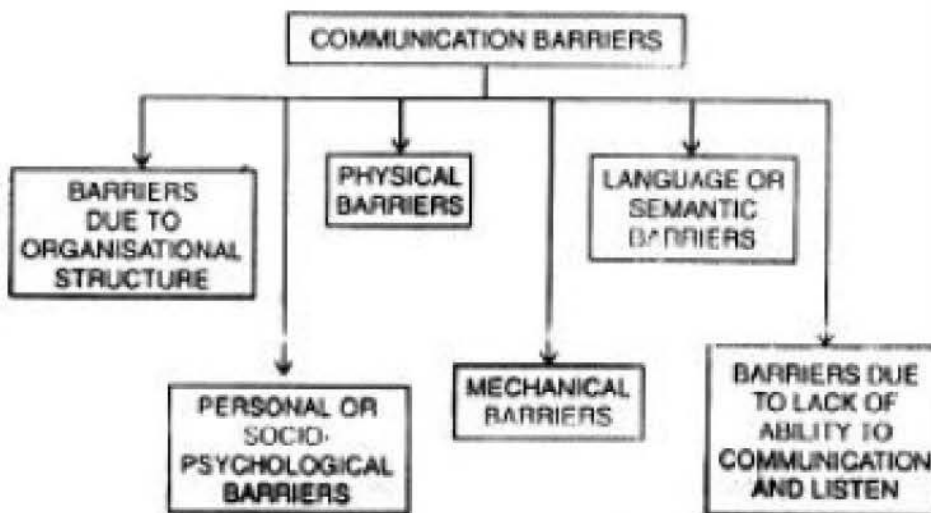 COMMUNICATION BARRIERS
BARRIERS
DUE TO
ORGANISATIONAL
STRUCTURE
PHYSICAL
BARRIERS
LANGUAGE OR
SEMANTIC
BARRIERS
PERSONAL OR
SOCIO-
PSYCHOLOGICAL
BARRIERS
MECHANICAL
BARRIERS
BARRIERS DUE
TO LACK OF
ABILITY TO
COMMUNICATION
AND LISTEN